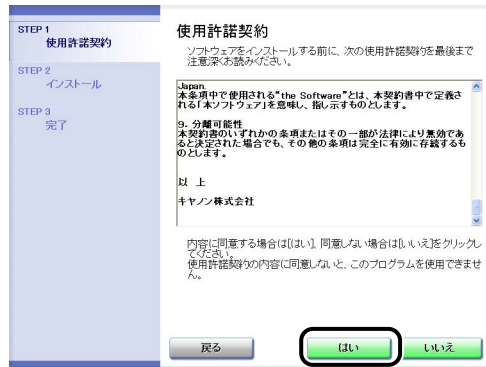 STEP 1
使用許諾契約
STEP 2
インストール
STEP 3
完了
使用許諾契約
ソフトウェアをインストールする前に、次の使用許諾契約を最後まで
注意深くお読みください。
Japan.
本条項中で使用される"the Software"とは、本契約書中で定義さ
れる「本ソフトウェア」を意味し、指し示すものとします。
9- 分離可能性
本契約書のいずれかの条項またはその一部が法律により無効であ
ると決定された場合でも、その他の条項は完全に有効に存続するも
のとします。
以 上
キヤノン株式会社
内容に同意する場合は[はい]、同意しない場合は[いいえ]をクリックし
てください。
使用許諾契約の内容に同意しないと、このプログラムを使用できませ
ん。
戻る
はい
いいえ